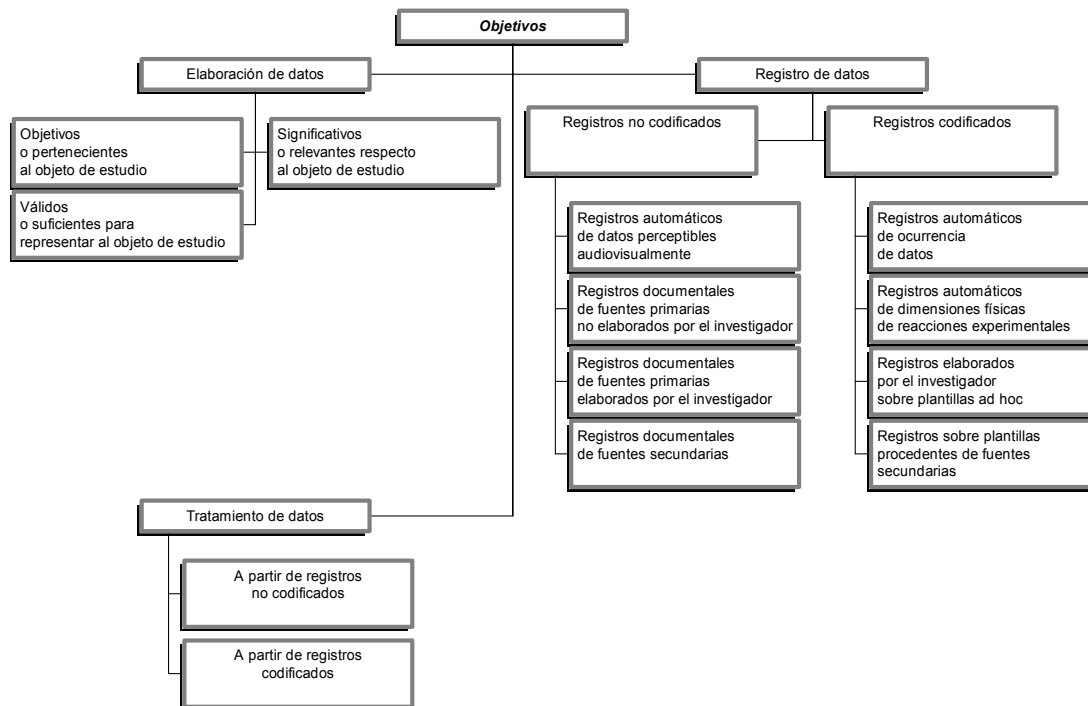 Objetivos
Elaboración de datos
Registro de datos
Objetivos
o pertenecientes
al objeto de estudio
Significativos
o relevantes respecto
al objeto de estudio
Válidos
o suficientes para
representar al objeto de estudio
Registros no codificados
Registros codificados
Registros automáticos
de datos perceptibles
audiovisualmente
Registros documentales
de fuentes primarias
no elaborados por el investigador
Registros documentales
de fuentes primarias
elaborados por el investigador
Registros documentales
de fuentes secundarias
Registros automáticos
de ocurrencia
de datos
Registros automáticos
de dimensiones físicas
de reacciones experimentales
Registros elaborados
por el investigador
sobre plantillas ad hoc
Registros sobre plantillas
procedentes de fuentes
secundarias
Tratamiento de datos
A partir de registros
no codificados
A partir de registros
codificados